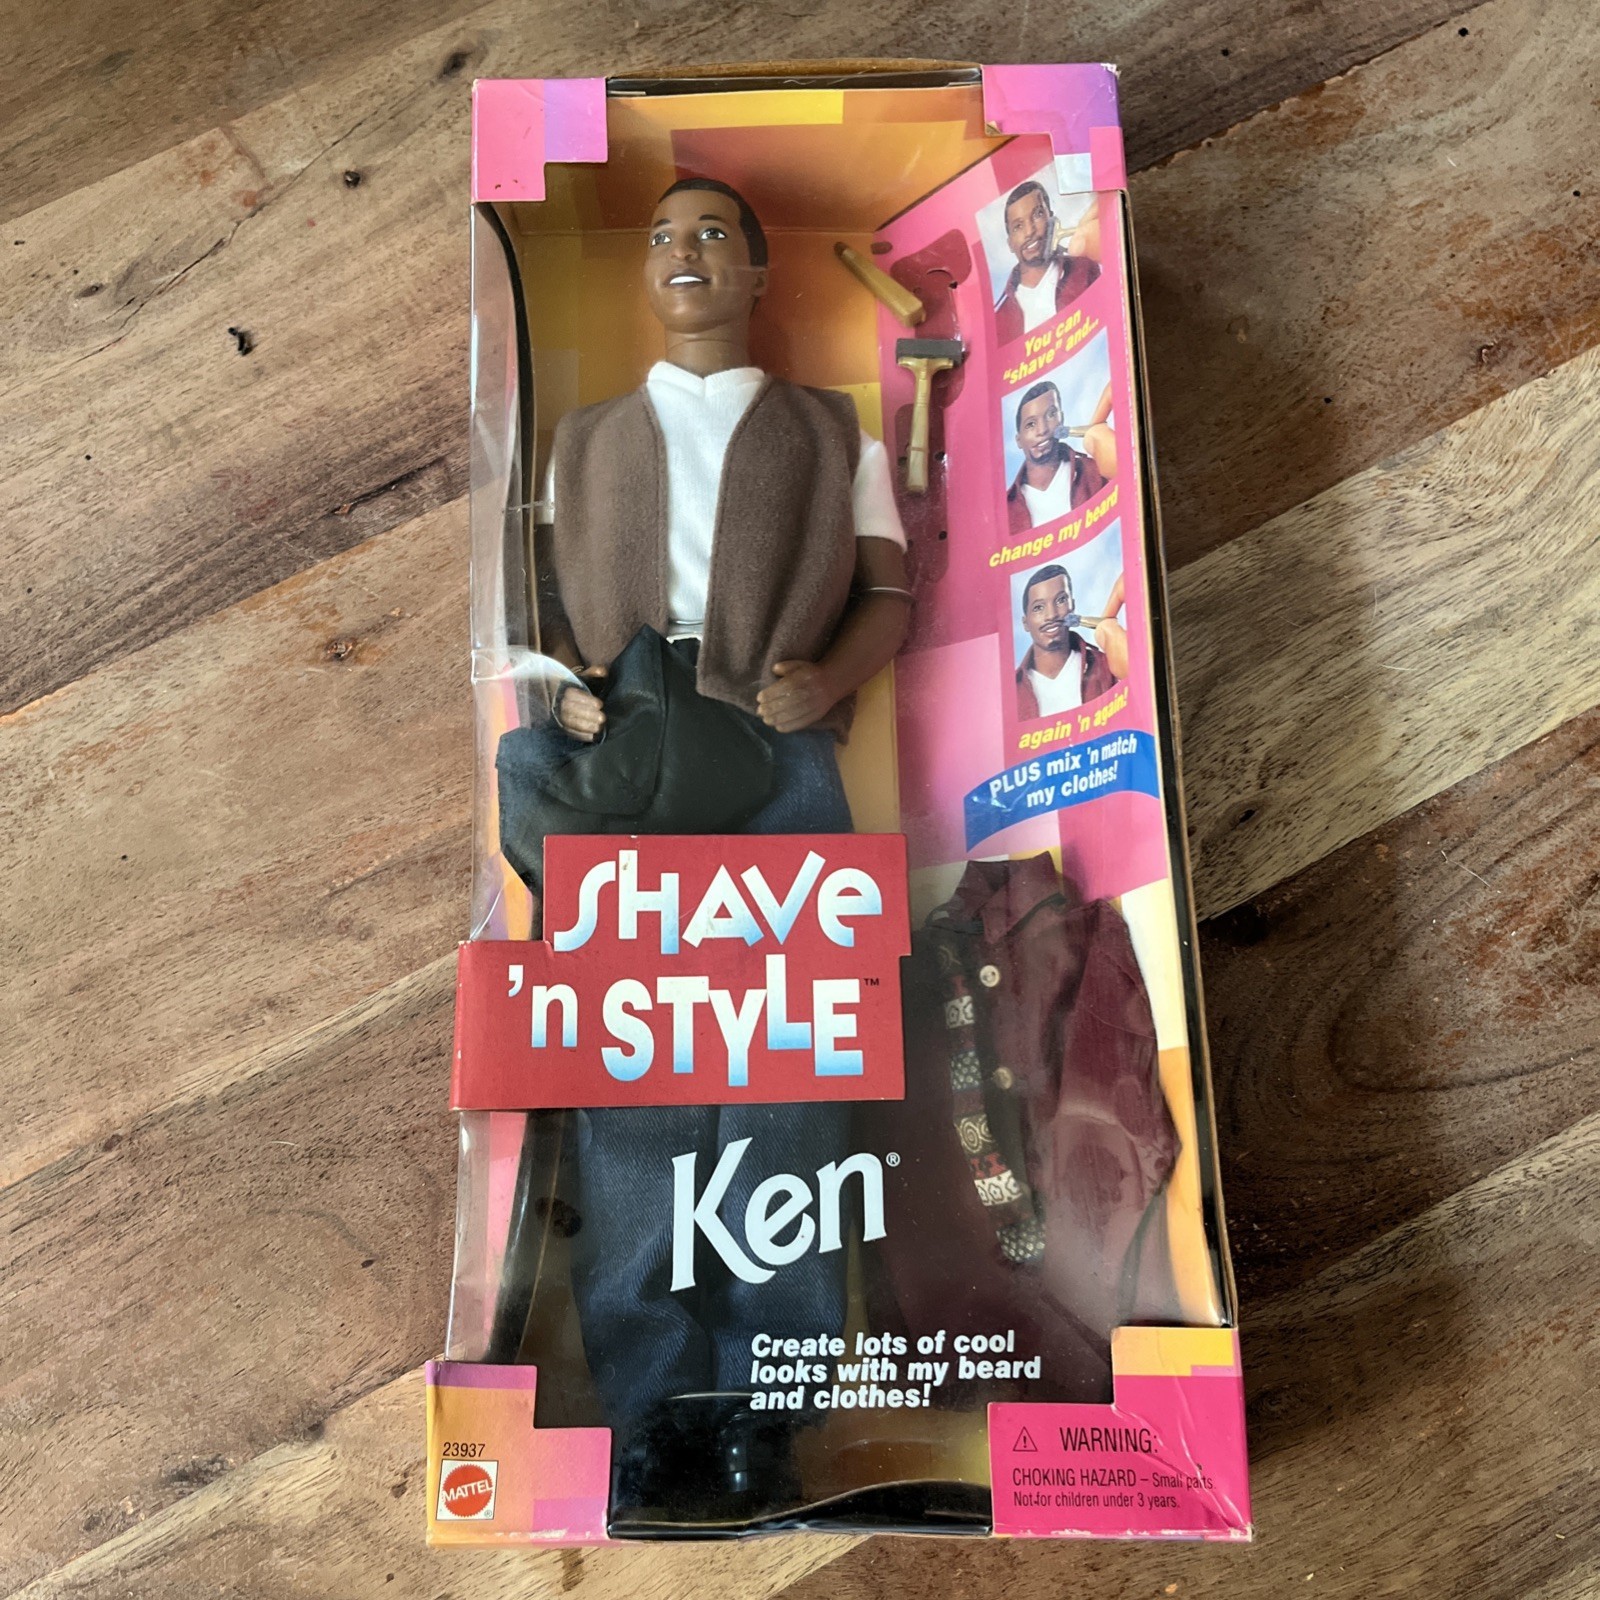 You can
"shave" and...
change my beard
again 'n again!
PLUS mix 'n match
my clothes!
SHAVE
'n STYLE™
Ken®
Create lots of cool
looks with my beard
and clothes!
23937
MATTEL
®
⚠ WARNING:
CHOKING HAZARD – Small parts.
Not for children under 3 years.